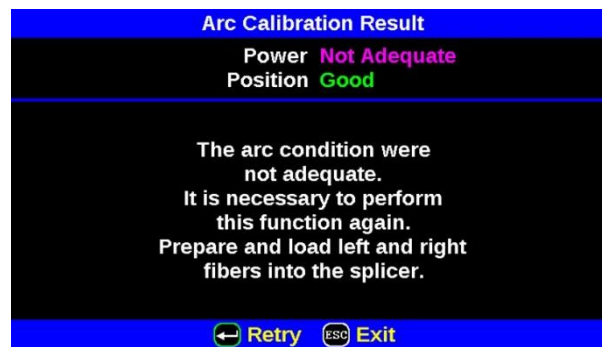 Arc Calibration Result
Power Not Adequate
Position Good
The arc condition were
not adequate.
It is necessary to perform
this function again.
Prepare and load left and right
fibers into the splicer.
Retry ESC Exit